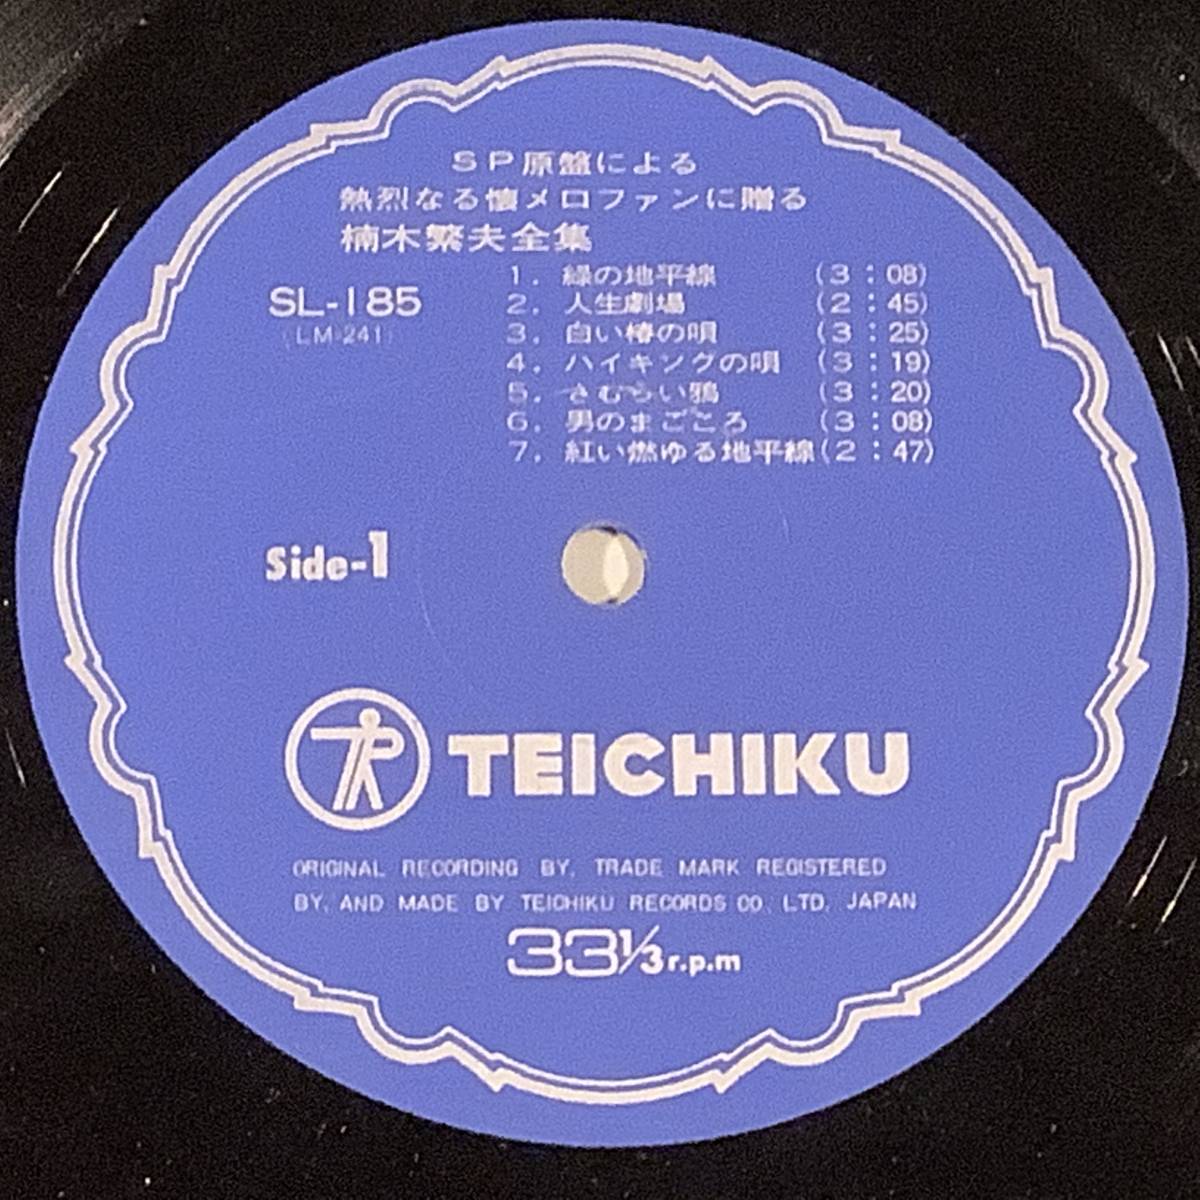 SP原盤による
熱烈なる懐メロファンに贈る
楠木繁夫全集
SL-185
(LM-241)
1. 緑の地平線 (3:08)
2. 人生劇場 (2:45)
3. 白い椿の唄 (3:25)
4. ハイキングの唄 (3:19)
5. さむらい鴉 (3:20)
6. 男のまごころ (3:08)
7. 紅い燃ゆる地平線 (2:47)
Side-1
TEICHIKU
ORIGINAL RECORDING BY, TRADE MARK REGISTERED
BY, AND MADE BY TEICHIKU RECORDS CO., LTD. JAPAN
33 1/3 r.p.m